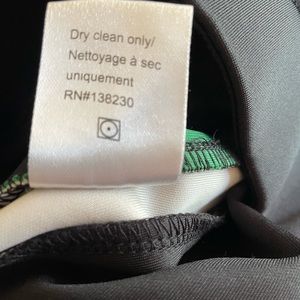 Dry clean only/
Nettoyage à sec
uniquement
RN#138230